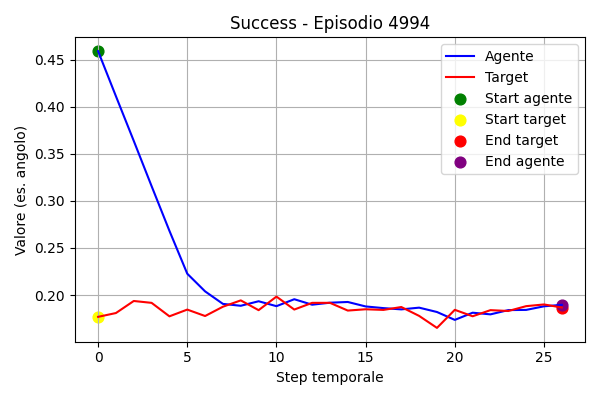 Success - Episodio 4994
Valore (es. angolo)
0.45
0.40
0.35
0.30
0.25
0.20
Agente
Target
Start agente
Start target
End target
End agente
0 5 10 15 20 25
Step temporale